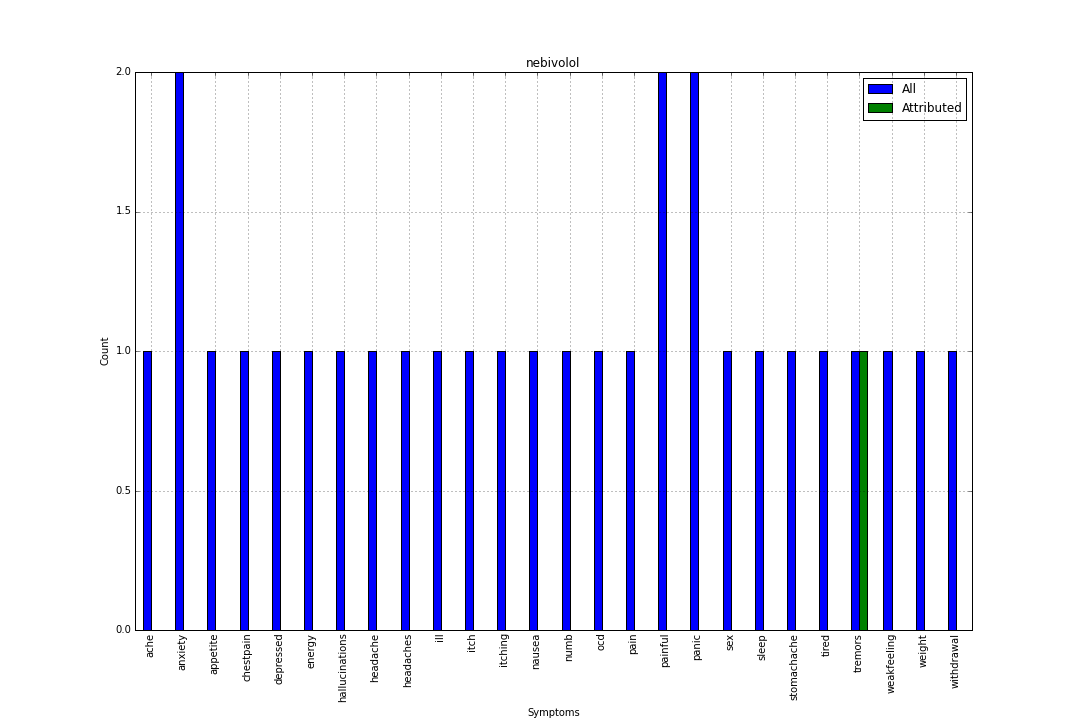 nebivolol
All
Attributed
2.0
1.5
1.0
0.5
0.0
Count
ache
anxiety
appetite
chestpain
depressed
energy
hallucinations
headache
headaches
ill
itch
itching
nausea
numb
ocd
pain
painful
panic
sex
sleep
stomachache
tired
tremors
weakfeeling
weight
withdrawal
Symptoms